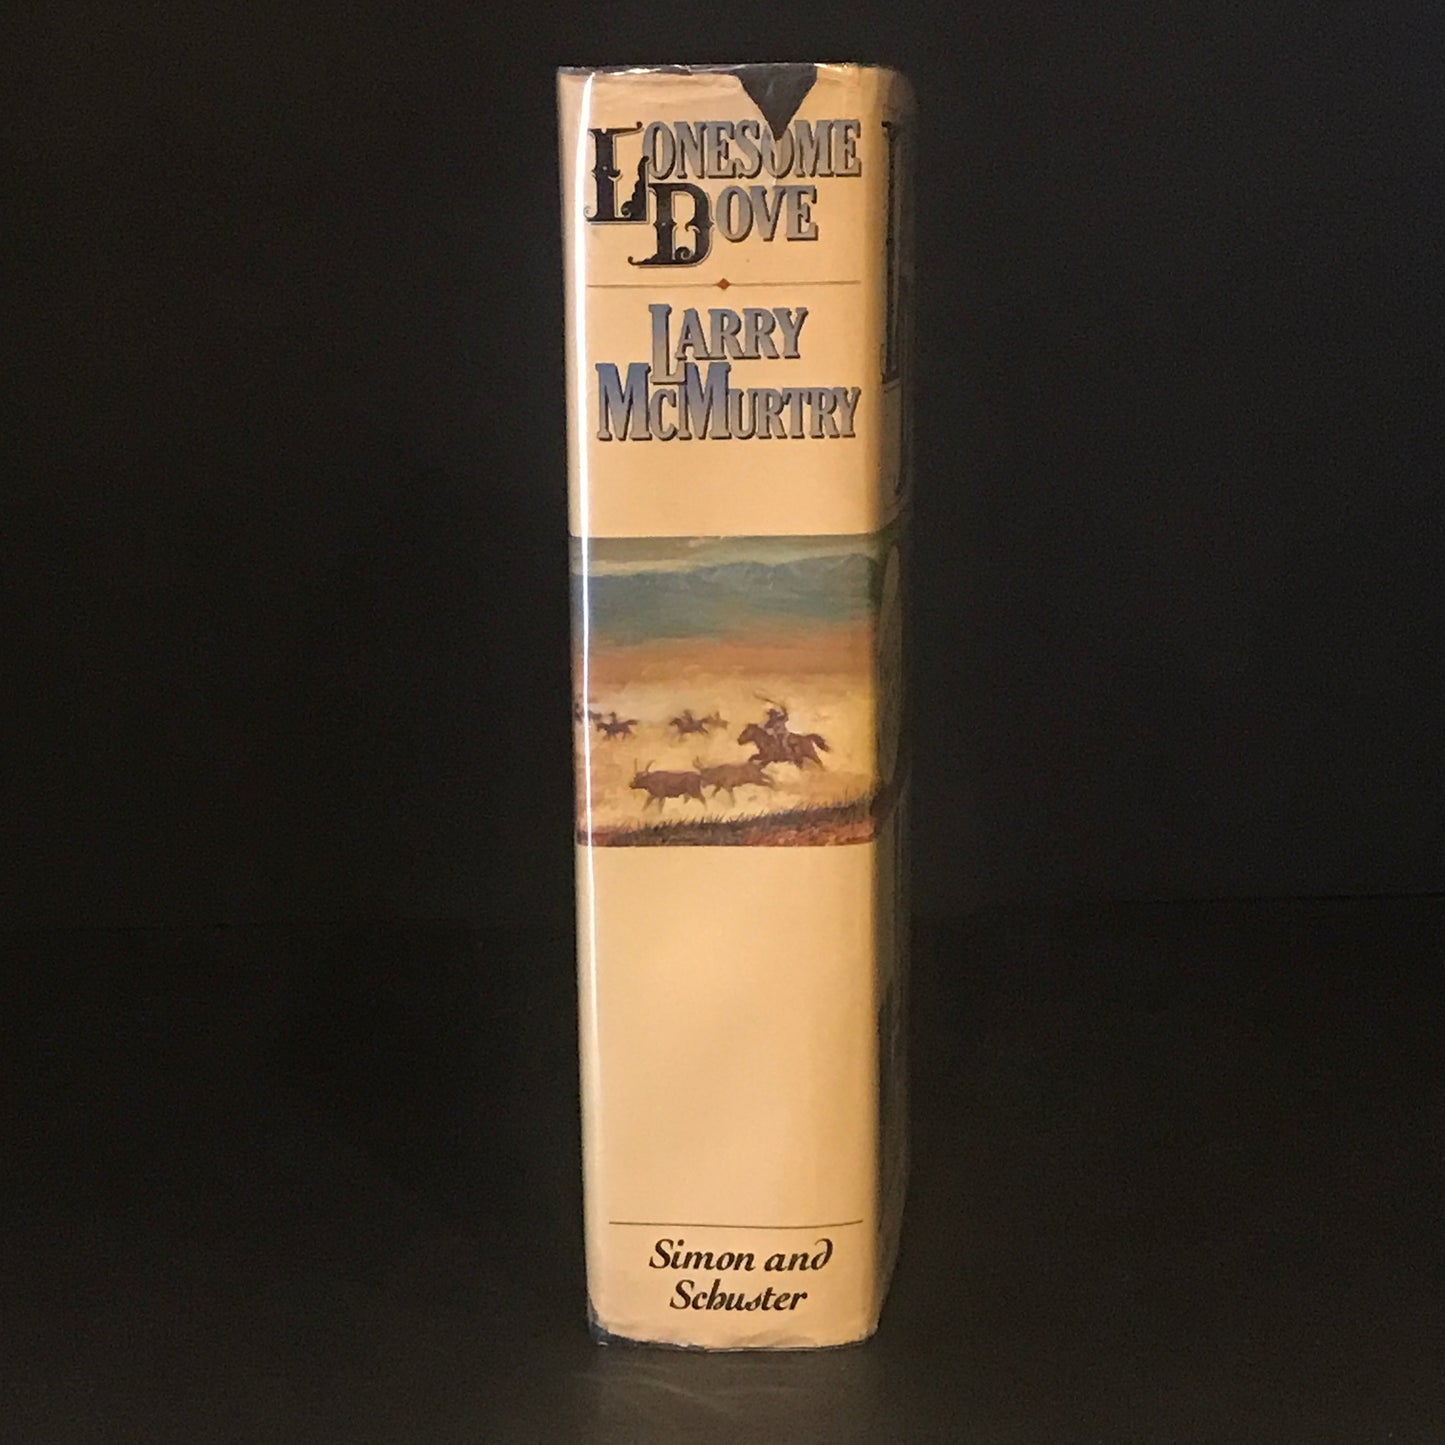 LONESOME
DOVE
LARRY
MCMURTRY
Simon and
Schuster